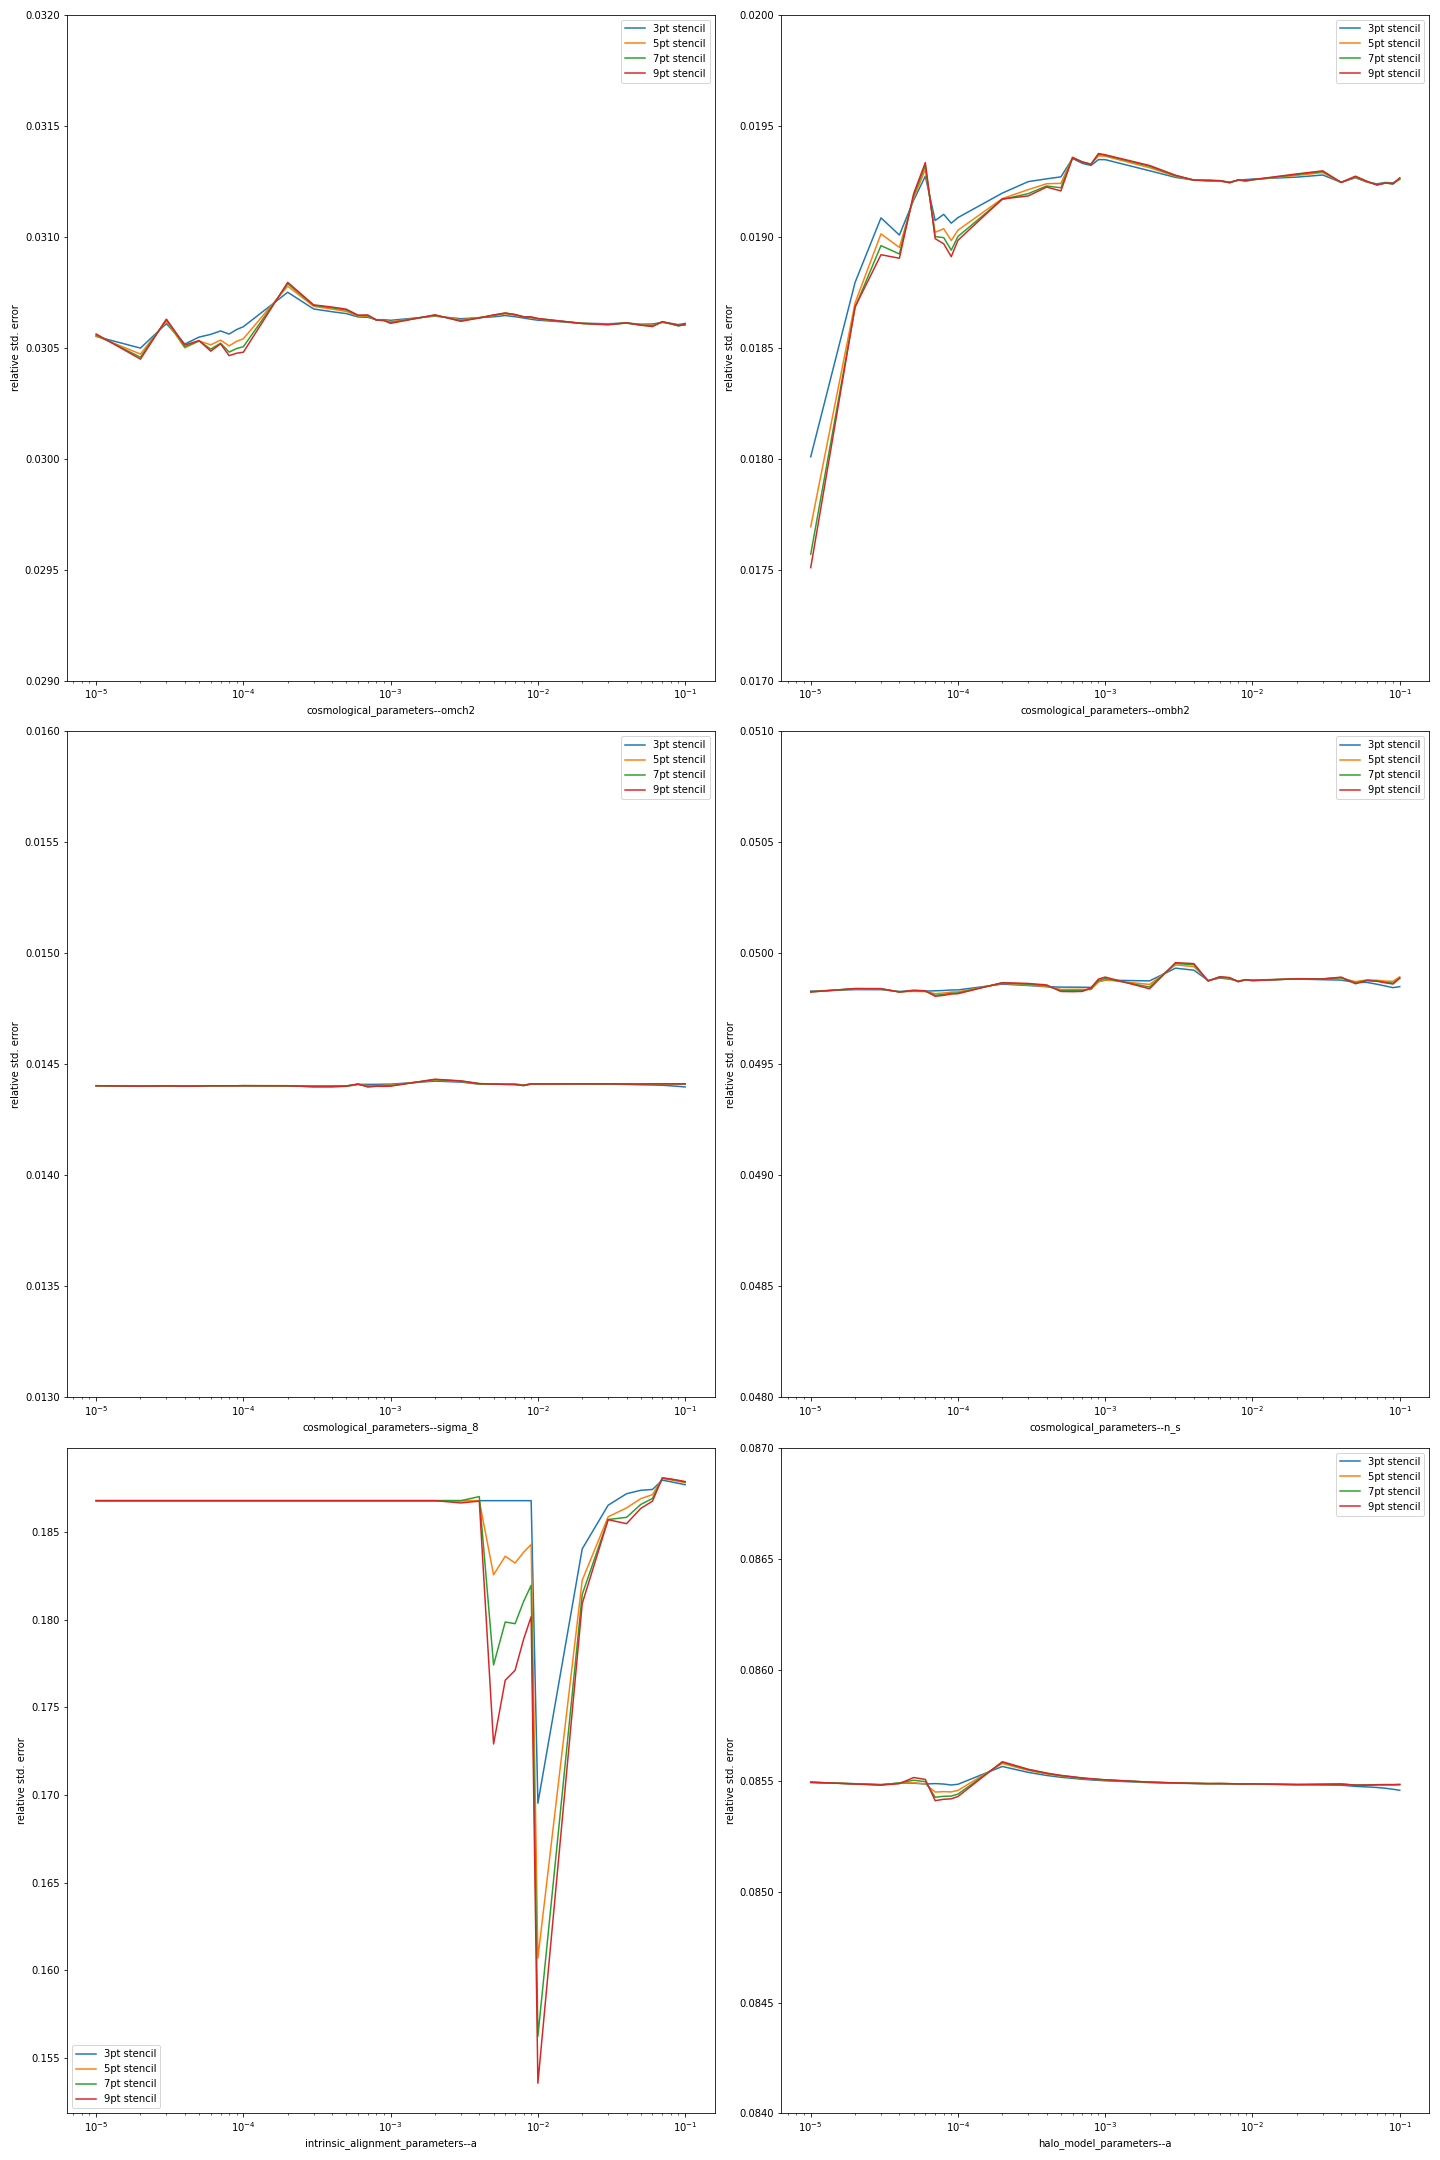 0.0320
0.0315
0.0310
0.0305
0.0300
0.0295
0.0290
relative std. error
3pt stencil
5pt stencil
7pt stencil
9pt stencil
10⁻⁵ 10⁻⁴ 10⁻³ 10⁻² 10⁻¹
cosmological_parameters--omch2
0.0200
0.0195
0.0190
0.0185
0.0180
0.0175
0.0170
relative std. error
3pt stencil
5pt stencil
7pt stencil
9pt stencil
10⁻⁵ 10⁻⁴ 10⁻³ 10⁻² 10⁻¹
cosmological_parameters--ombh2
0.0160
0.0155
0.0150
0.0145
0.0140
0.0135
0.0130
relative std. error
3pt stencil
5pt stencil
7pt stencil
9pt stencil
10⁻⁵ 10⁻⁴ 10⁻³ 10⁻² 10⁻¹
cosmological_parameters--sigma_8
0.0510
0.0505
0.0500
0.0495
0.0490
0.0485
0.0480
relative std. error
3pt stencil
5pt stencil
7pt stencil
9pt stencil
10⁻⁵ 10⁻⁴ 10⁻³ 10⁻² 10⁻¹
cosmological_parameters--n_s
0.185
0.180
0.175
0.170
0.165
0.160
0.155
relative std. error
3pt stencil
5pt stencil
7pt stencil
9pt stencil
10⁻⁵ 10⁻⁴ 10⁻³ 10⁻² 10⁻¹
intrinsic_alignment_parameters--a
0.0870
0.0865
0.0860
0.0855
0.0850
0.0845
0.0840
relative std. error
3pt stencil
5pt stencil
7pt stencil
9pt stencil
10⁻⁵ 10⁻⁴ 10⁻³ 10⁻² 10⁻¹
halo_model_parameters--a